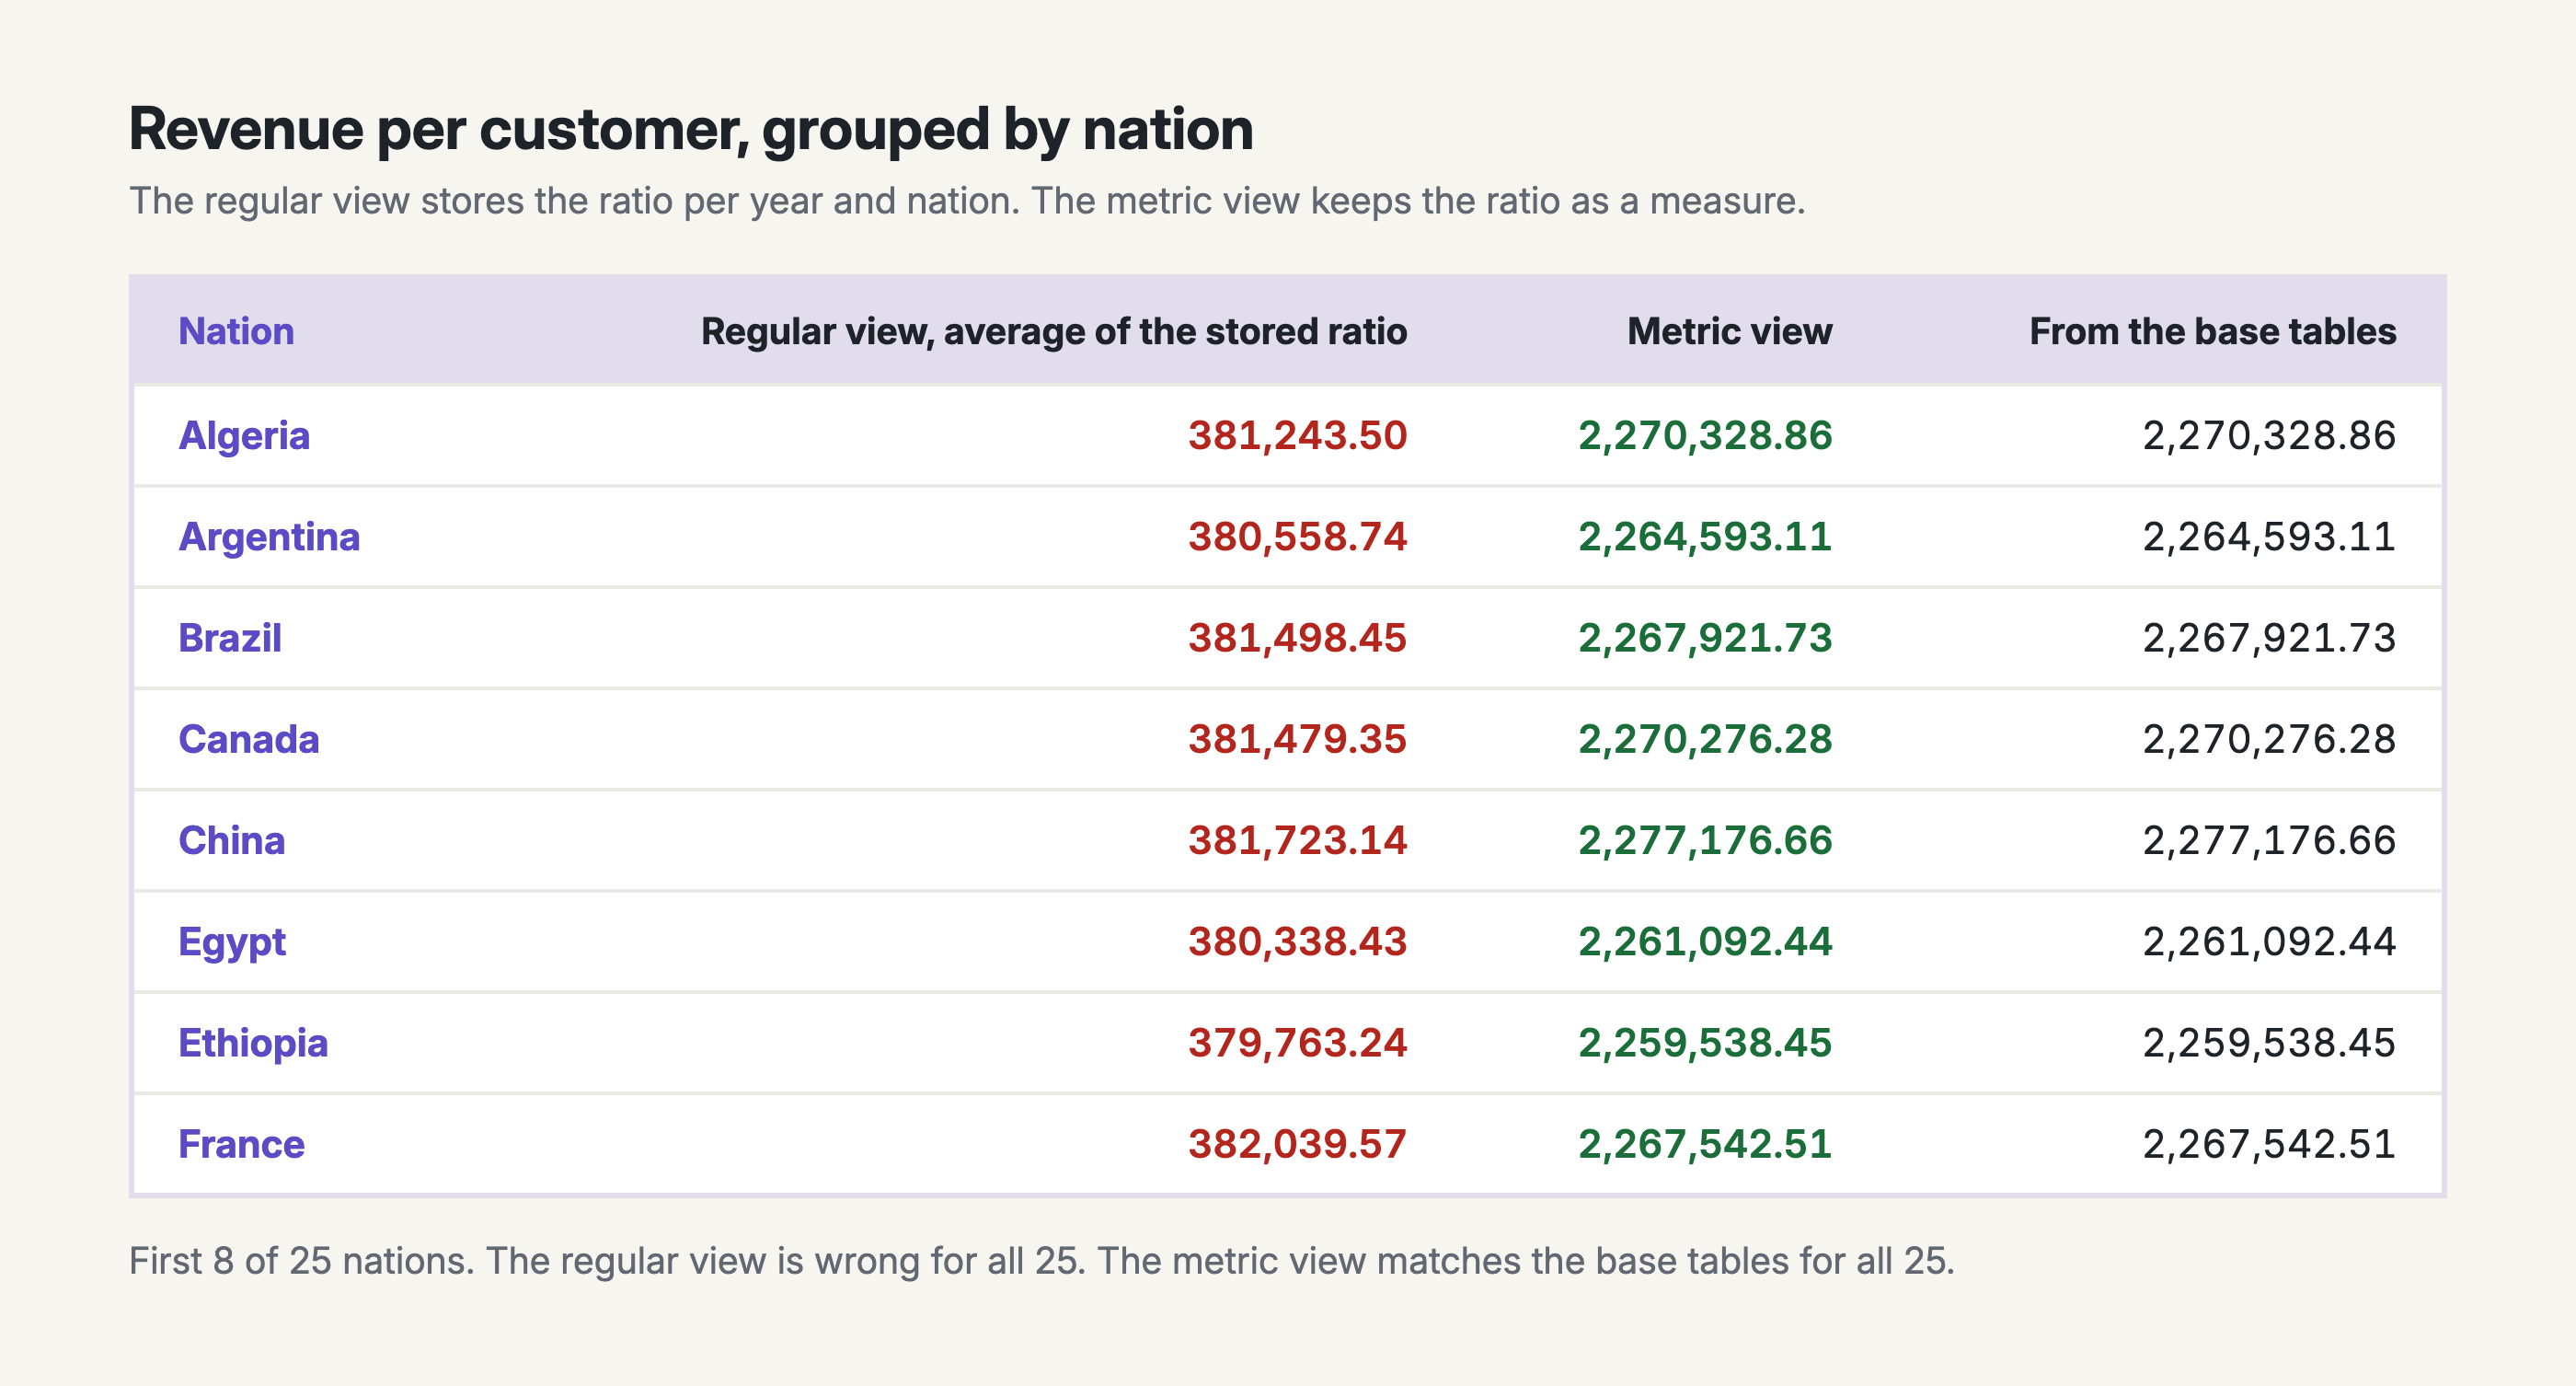 Revenue per customer, grouped by nation
The regular view stores the ratio per year and nation. The metric view keeps the ratio as a measure.
Nation Regular view, average of the stored ratio Metric view From the base tables
Algeria 381,243.50 2,270,328.86 2,270,328.86
Argentina 380,558.74 2,264,593.11 2,264,593.11
Brazil 381,498.45 2,267,921.73 2,267,921.73
Canada 381,479.35 2,270,276.28 2,270,276.28
China 381,723.14 2,277,176.66 2,277,176.66
Egypt 380,338.43 2,261,092.44 2,261,092.44
Ethiopia 379,763.24 2,259,538.45 2,259,538.45
France 382,039.57 2,267,542.51 2,267,542.51
First 8 of 25 nations. The regular view is wrong for all 25. The metric view matches the base tables for all 25.